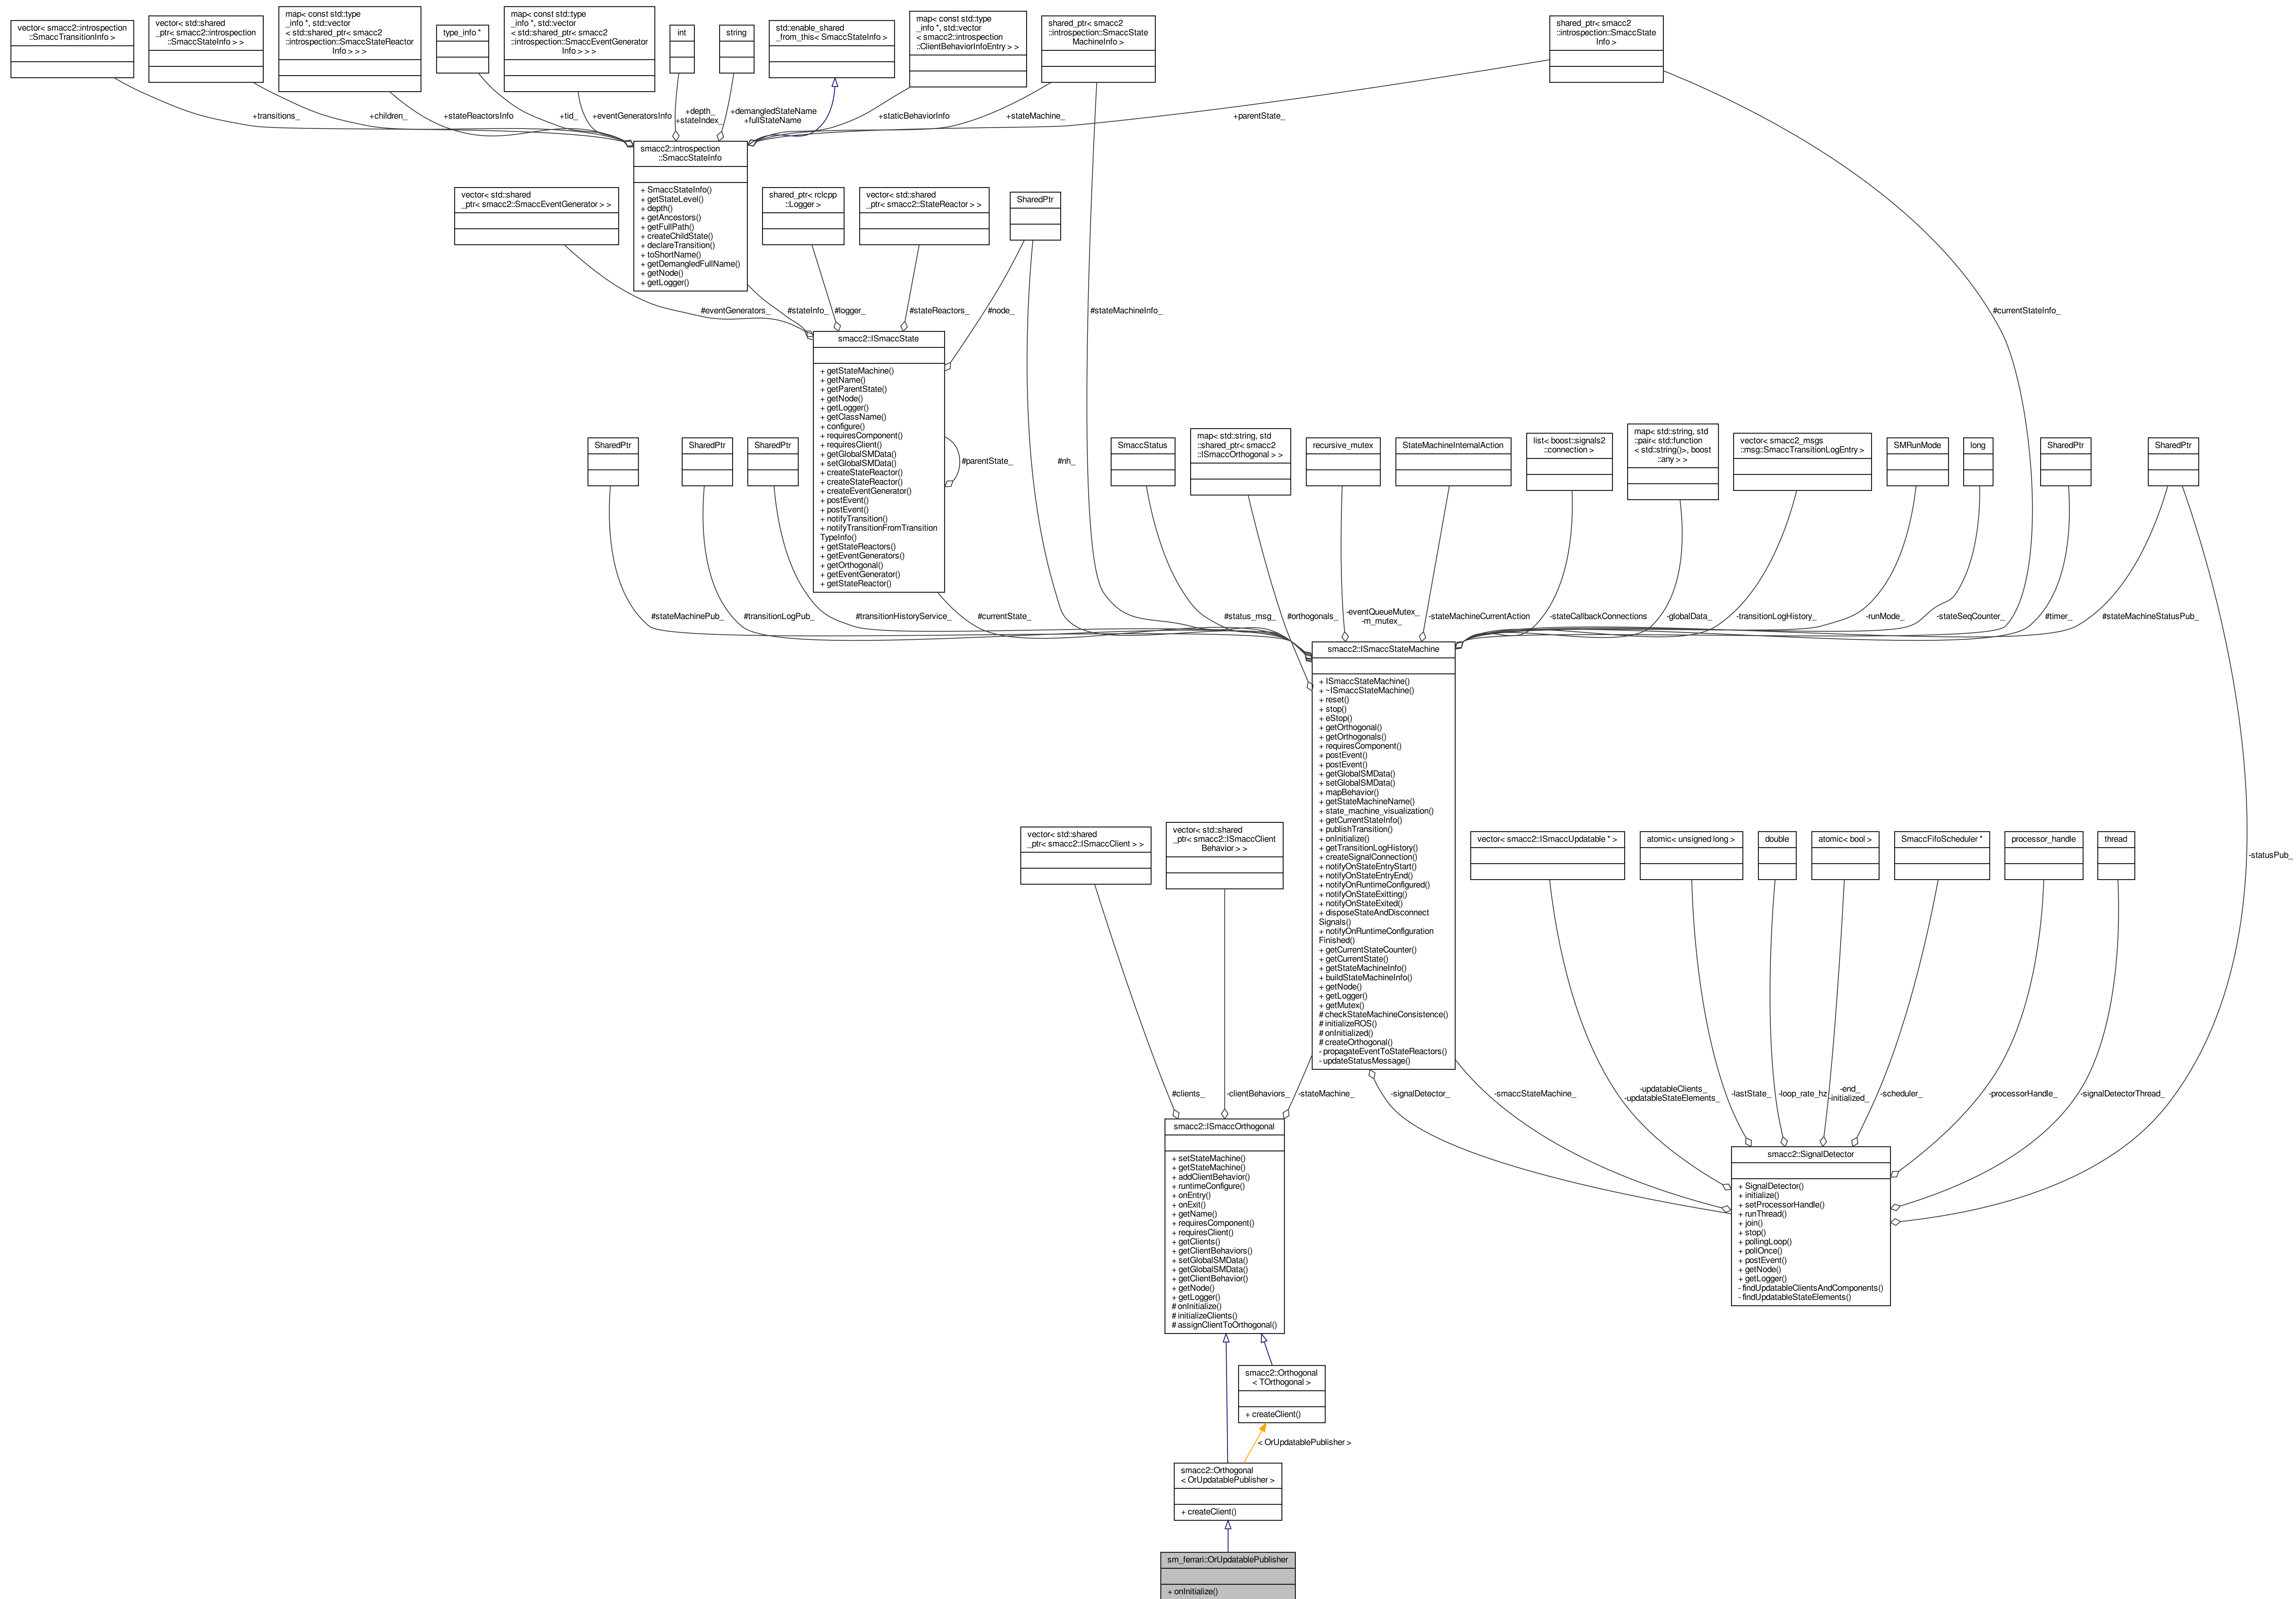 vector< smacc2::introspection
::SmaccTransitionInfo >
vector< std::shared
_ptr< smacc2::introspection
::SmaccStateInfo > >
map< const std::type
_info *, std::vector
< std::shared_ptr< smacc2
::introspection::SmaccStateReactor
Info > > >
type_info *
map< const std::type
_info *, std::vector
< std::shared_ptr< smacc2
::introspection::SmaccEventGenerator
Info > > >
int
string
std::enable_shared
_from_this< SmaccStateInfo >
map< const std::type
_info *, std::vector
< smacc2::introspection
::ClientBehaviorInfoEntry > >
shared_ptr< smacc2
::introspection::SmaccState
MachineInfo >
shared_ptr< smacc2
::introspection::SmaccState
Info >
+transitions_
+children_
+stateReactorsInfo
+tid_
+eventGeneratorsInfo
+depth_
+stateIndex_
+demangledStateName
+fullStateName
+staticBehaviorInfo
+stateMachine_
+parentState_
smacc2::introspection
::SmaccStateInfo
+ SmaccStateInfo()
+ getStateLevel()
+ depth()
+ getAncestors()
+ getFullPath()
+ createChildState()
+ declareTransition()
+ toShortName()
+ getDemangledFullName()
+ getNode()
+ getLogger()
vector< std::shared
_ptr< smacc2::SmaccEventGenerator > >
shared_ptr< rclcpp
::Logger >
vector< std::shared
_ptr< smacc2::StateReactor > >
SharedPtr
#eventGenerators_
#stateInfo_
#logger_
#stateReactors_
#node_
#stateMachineInfo_
#currentStateInfo_
smacc2::ISmaccState
+ getStateMachine()
+ getName()
+ getParentState()
+ getNode()
+ getLogger()
+ getClassName()
+ configure()
+ requiresComponent()
+ requiresClient()
+ getGlobalSMData()
+ setGlobalSMData()
+ createStateReactor()
+ createStateReactor()
+ createEventGenerator()
+ postEvent()
+ postEvent()
+ notifyTransition()
+ notifyTransitionFromTransition
TypeInfo()
+ getStateReactors()
+ getEventGenerators()
+ getOrthogonal()
+ getEventGenerator()
+ getStateReactor()
#parentState_
#nh_
SharedPtr
SharedPtr
SharedPtr
SmaccStatus
map< std::string, std
::shared_ptr< smacc2
::ISmaccOrthogonal > >
recursive_mutex
StateMachineInternalAction
list< boost::signals2
::connection >
map< std::string, std
::pair< std::function
< std::string()>, boost
::any > >
vector< smacc2_msgs
::msg::SmaccTransitionLogEntry >
SMRunMode
long
SharedPtr
SharedPtr
#stateMachinePub_
#transitionLogPub_
#transitionHistoryService_
#currentState_
#status_msg_
#orthogonals_
-eventQueueMutex_
-m_mutex_
-stateMachineCurrentAction
-stateCallbackConnections
-globalData_
-transitionLogHistory_
-runMode_
-stateSeqCounter_
#timer_
#stateMachineStatusPub_
smacc2::ISmaccStateMachine
+ ISmaccStateMachine()
+ ~ISmaccStateMachine()
+ reset()
+ stop()
+ eStop()
+ getOrthogonal()
+ getOrthogonals()
+ requiresComponent()
+ postEvent()
+ postEvent()
+ getGlobalSMData()
+ setGlobalSMData()
+ mapBehavior()
+ getStateMachineName()
+ state_machine_visualization()
+ getCurrentStateInfo()
+ publishTransition()
+ onInitialize()
+ getTransitionLogHistory()
+ createSignalConnection()
+ notifyOnStateEntryStart()
+ notifyOnStateEntryEnd()
+ notifyOnRuntimeConfigured()
+ notifyOnStateExitting()
+ notifyOnStateExited()
+ disposeStateAndDisconnect
Signals()
+ notifyOnRuntimeConfiguration
Finished()
+ getCurrentStateCounter()
+ getCurrentState()
+ getStateMachineInfo()
+ buildStateMachineInfo()
+ getNode()
+ getLogger()
+ getMutex()
# checkStateMachineConsistence()
# initializeROS()
# onInitialized()
# createOrthogonal()
- propagateEventToStateReactors()
- updateStatusMessage()
vector< std::shared
_ptr< smacc2::ISmaccClient > >
vector< std::shared
_ptr< smacc2::ISmaccClient
Behavior > >
vector< smacc2::ISmaccUpdatable * >
atomic< unsigned long >
double
atomic< bool >
SmaccFifoScheduler *
processor_handle
thread
-statusPub_
#clients_
-clientBehaviors_
-stateMachine_
-signalDetector_
-smaccStateMachine_
-updatableClients_
-updatableStateElements_
-lastState_
-loop_rate_hz
-end_
-initialized_
-scheduler_
-processorHandle_
-signalDetectorThread_
smacc2::ISmaccOrthogonal
+ setStateMachine()
+ getStateMachine()
+ addClientBehavior()
+ runtimeConfigure()
+ onEntry()
+ onExit()
+ getName()
+ requiresComponent()
+ requiresClient()
+ getClients()
+ getClientBehaviors()
+ setGlobalSMData()
+ getGlobalSMData()
+ getClientBehavior()
+ getNode()
+ getLogger()
# onInitialize()
# initializeClients()
# assignClientToOrthogonal()
smacc2::SignalDetector
+ SignalDetector()
+ initialize()
+ setProcessorHandle()
+ runThread()
+ join()
+ stop()
+ pollingLoop()
+ pollOnce()
+ postEvent()
+ getNode()
+ getLogger()
- findUpdatableClientsAndComponents()
- findUpdatableStateElements()
smacc2::Orthogonal
< TOrthogonal >
+ createClient()
< OrUpdatablePublisher >
smacc2::Orthogonal
< OrUpdatablePublisher >
+ createClient()
sm_ferrari::OrUpdatablePublisher
+ onInitialize()